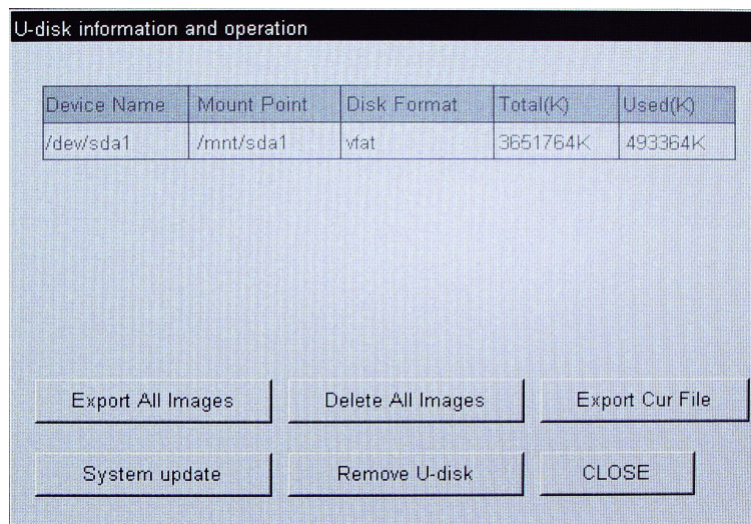 U-disk information and operation
Device Name Mount Point Disk Format Total(K) Used(K)
/dev/sda1 /mnt/sda1 vfat 3651764K 493364K
Export All Images Delete All Images Export Cur File
System update Remove U-disk CLOSE